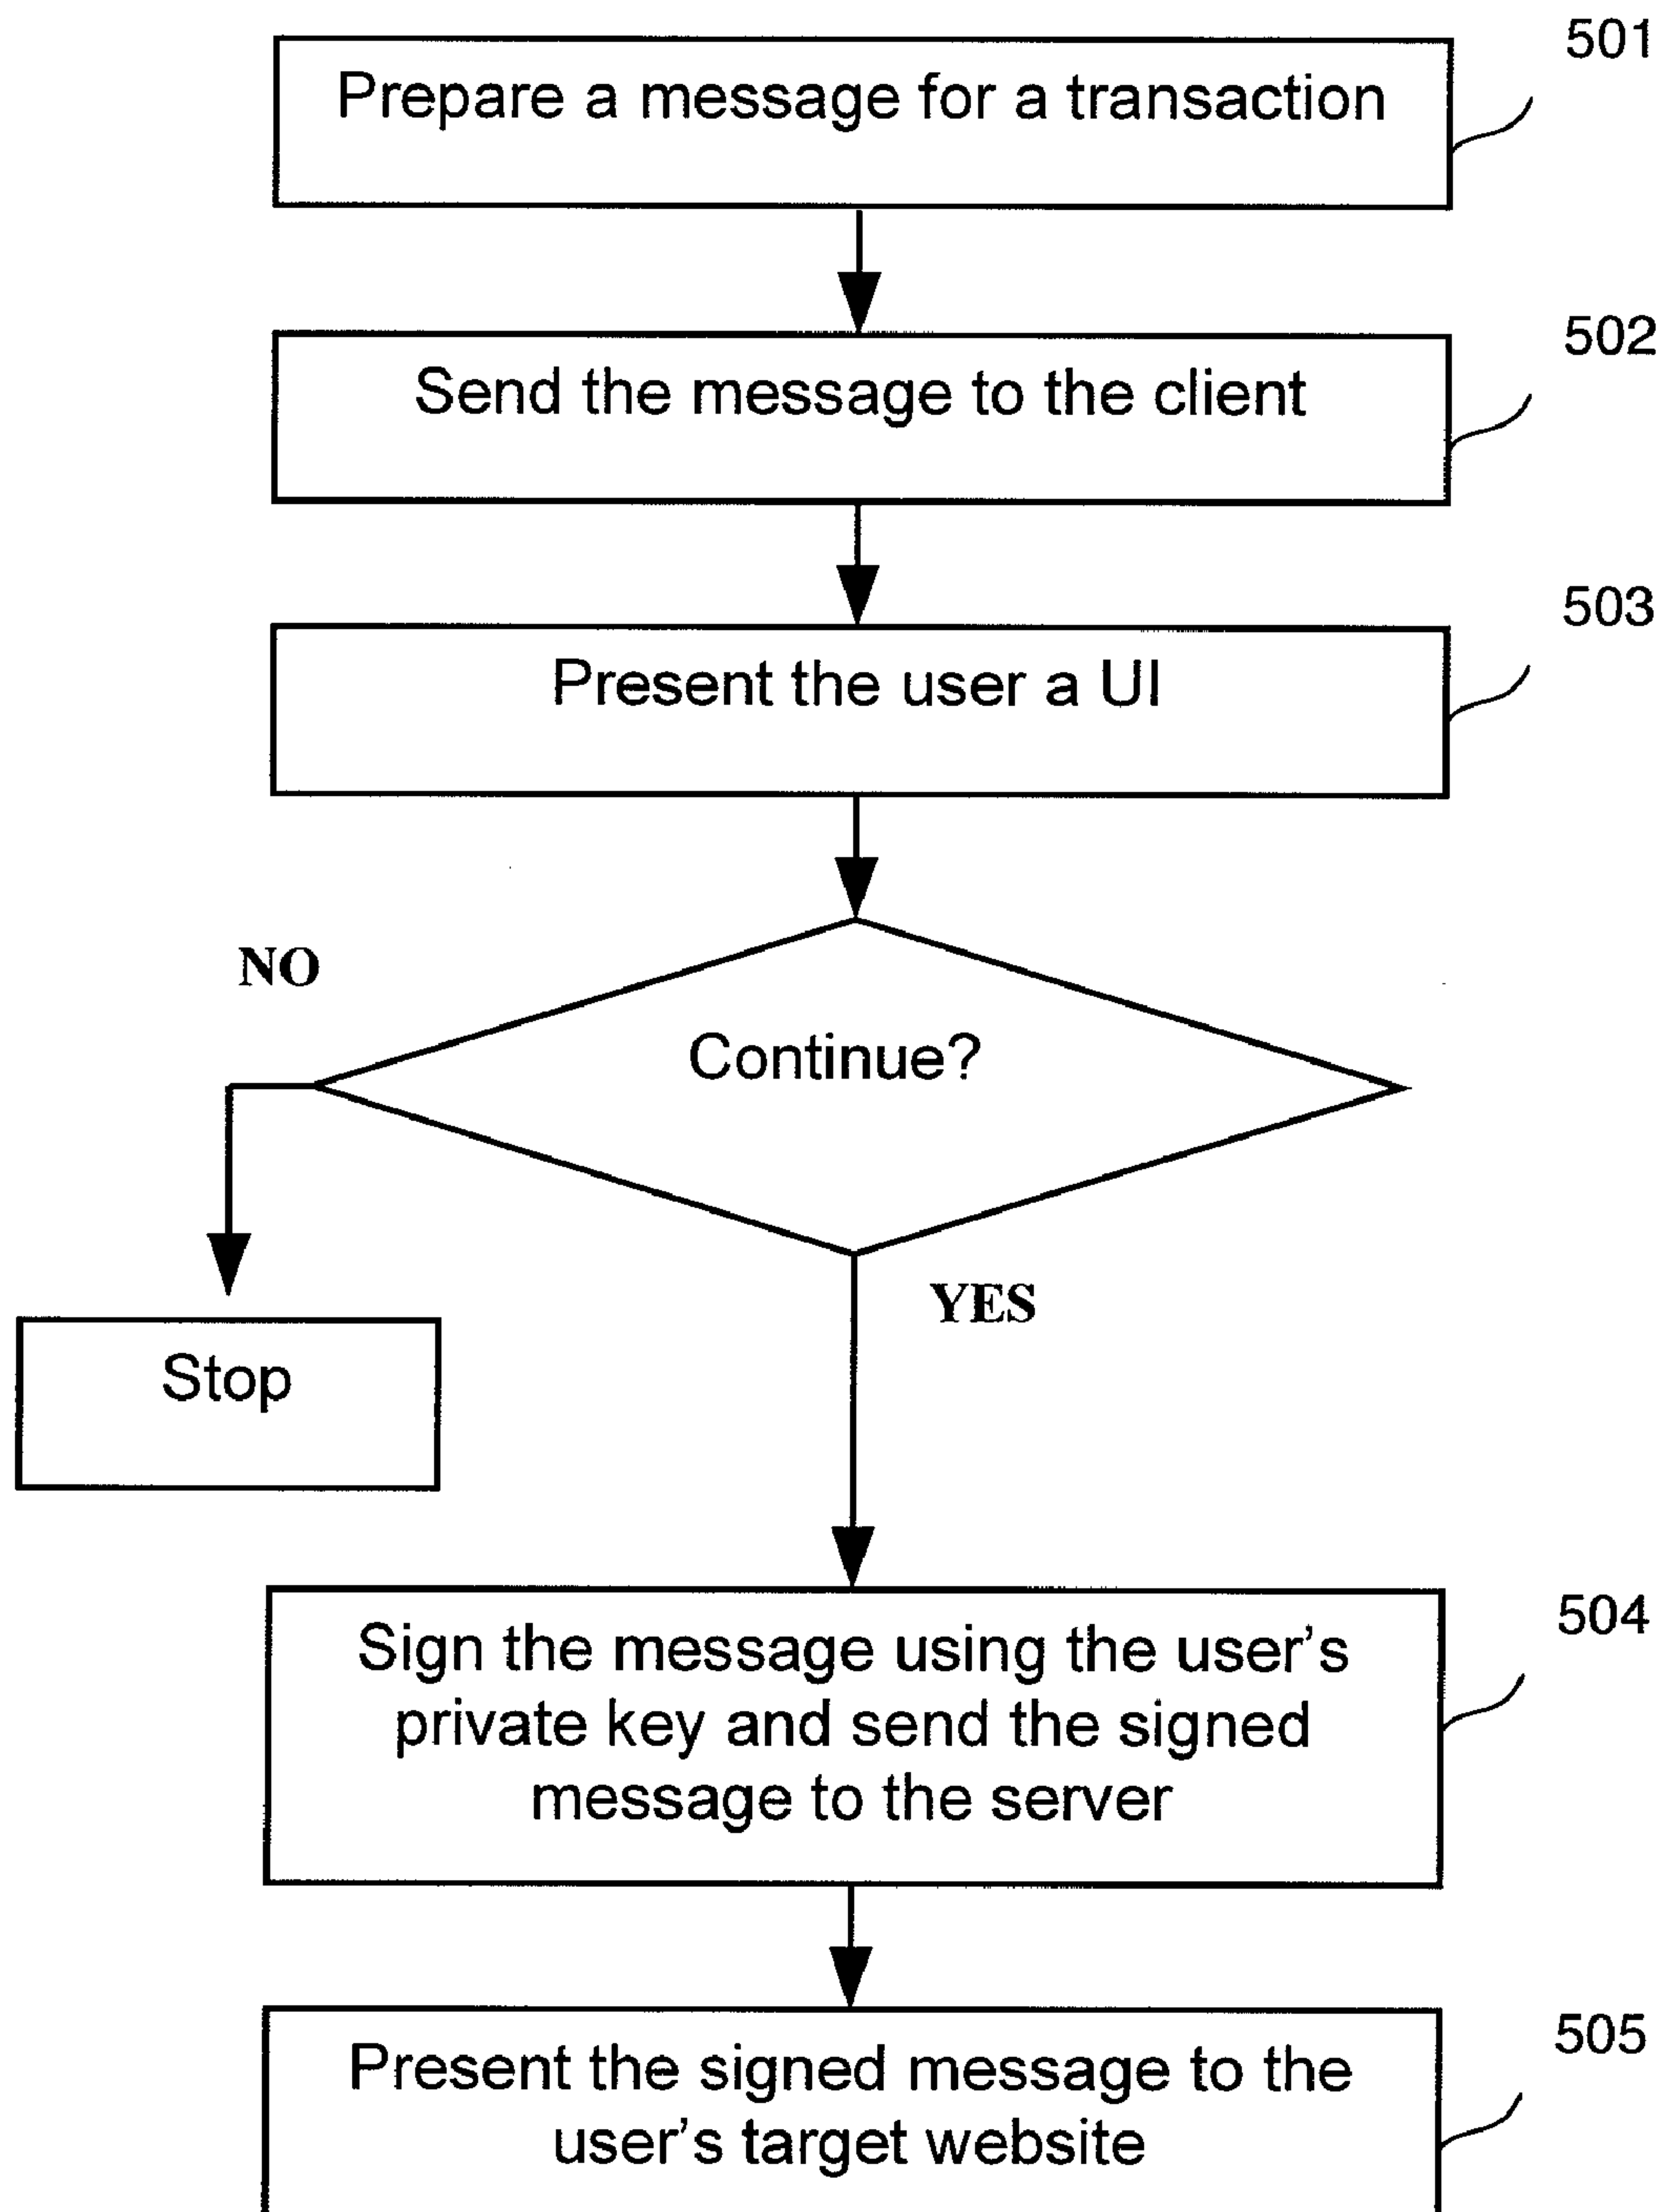 501
Prepare a message for a transaction
502
Send the message to the client
503
Present the user a UI
NO
Continue?
YES
Stop
504
Sign the message using the user's
private key and send the signed
message to the server
505
Present the signed message to the
user's target website